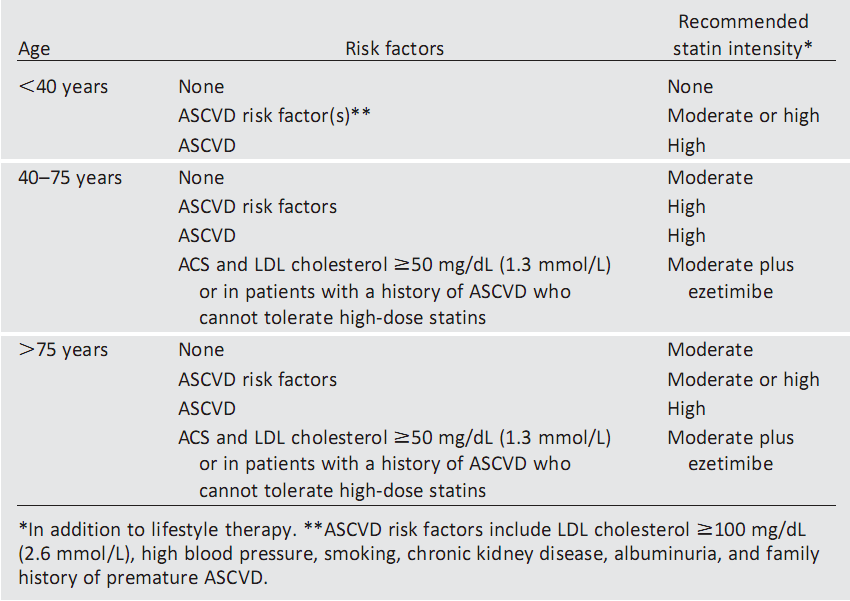 Age Risk factors Recommended statin intensity*
<40 years None None
ASCVD risk factor(s)** Moderate or high
ASCVD High
40–75 years None Moderate
ASCVD risk factors High
ASCVD High
ACS and LDL cholesterol ≥50 mg/dL (1.3 mmol/L) Moderate plus
or in patients with a history of ASCVD who ezetimibe
cannot tolerate high-dose statins
>75 years None Moderate
ASCVD risk factors Moderate or high
ASCVD High
ACS and LDL cholesterol ≥50 mg/dL (1.3 mmol/L) Moderate plus
or in patients with a history of ASCVD who ezetimibe
cannot tolerate high-dose statins
*In addition to lifestyle therapy. **ASCVD risk factors include LDL cholesterol ≥100 mg/dL
(2.6 mmol/L), high blood pressure, smoking, chronic kidney disease, albuminuria, and family
history of premature ASCVD.